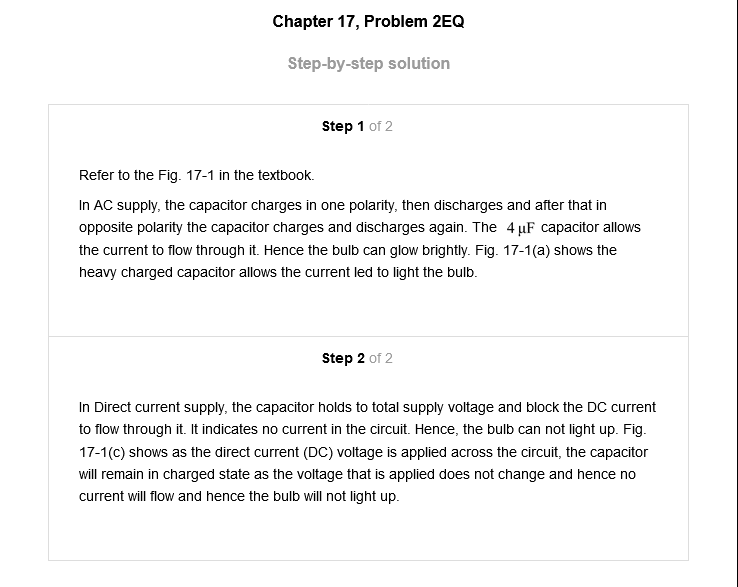 Chapter 17, Problem 2EQ
Step-by-step solution
Step 1 of 2
Refer to the Fig. 17-1 in the textbook.
In AC supply, the capacitor charges in one polarity, then discharges and after that in
opposite polarity the capacitor charges and discharges again. The 4 μF capacitor allows
the current to flow through it. Hence the bulb can glow brightly. Fig. 17-1(a) shows the
heavy charged capacitor allows the current led to light the bulb.
Step 2 of 2
In Direct current supply, the capacitor holds to total supply voltage and block the DC current
to flow through it. It indicates no current in the circuit. Hence, the bulb can not light up. Fig.
17-1(c) shows as the direct current (DC) voltage is applied across the circuit, the capacitor
will remain in charged state as the voltage that is applied does not change and hence no
current will flow and hence the bulb will not light up.